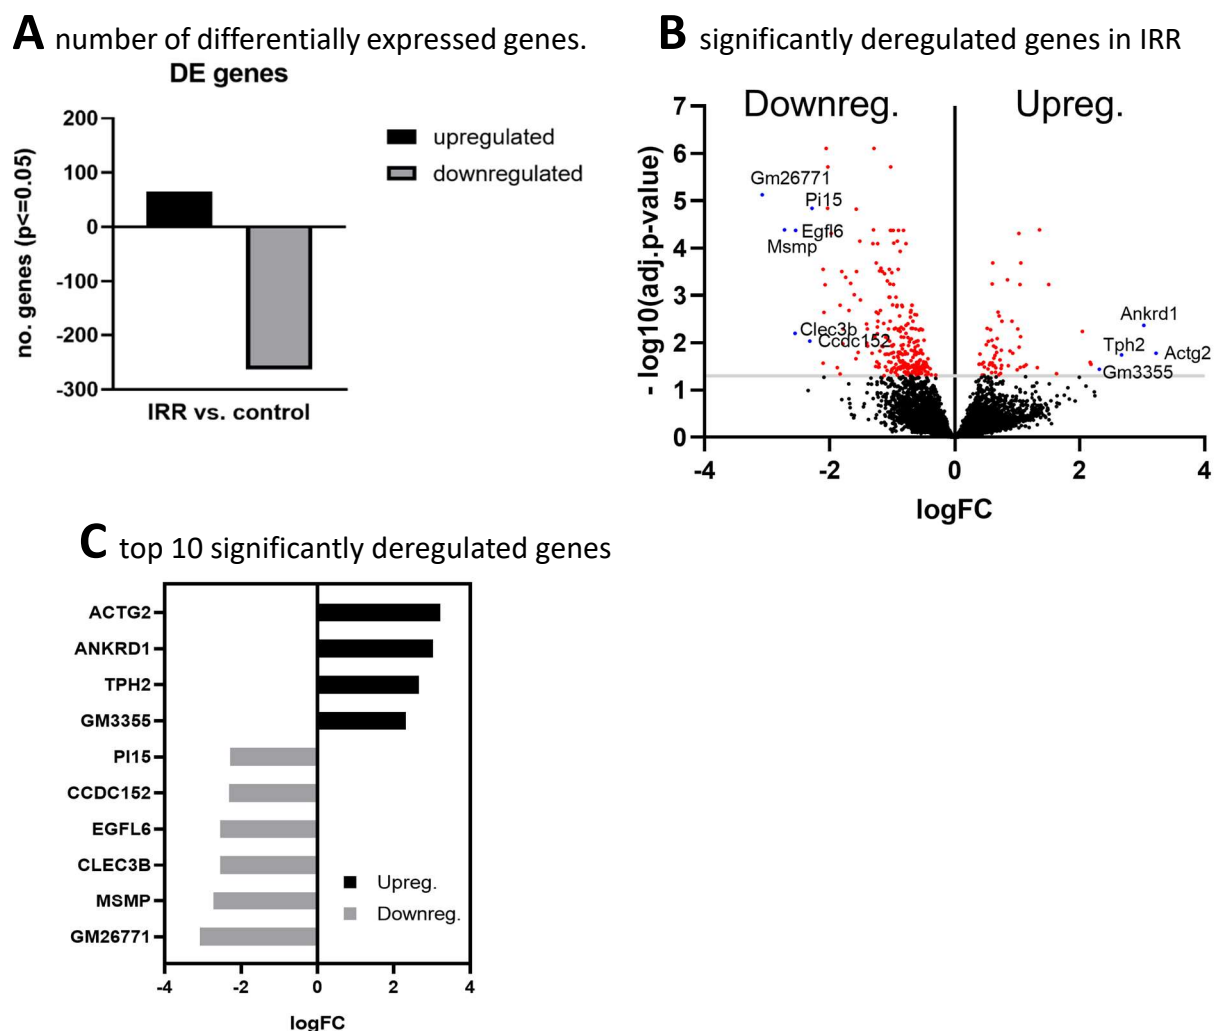 A number of differentially expressed genes.
DE genes
no. genes (p<=0.05)
200
100
0
-100
-200
-300
IRR vs. control
upregulated
downregulated
B significantly deregulated genes in IRR
Downreg. Upreg.
- log10(adj.p-value)
7
6
5
4
3
2
1
0
Gm26771
Pi15
Egfl6
Msmp
Clec3b
Ccdc152
Ankrd1
Tph2
Actg2
Gm3355
-4 -2 0 2 4
logFC
C top 10 significantly deregulated genes
ACTG2
ANKRD1
TPH2
GM3355
PI15
CCDC152
EGFL6
CLEC3B
MSMP
GM26771
Upreg.
Downreg.
-4 -2 0 2 4
logFC